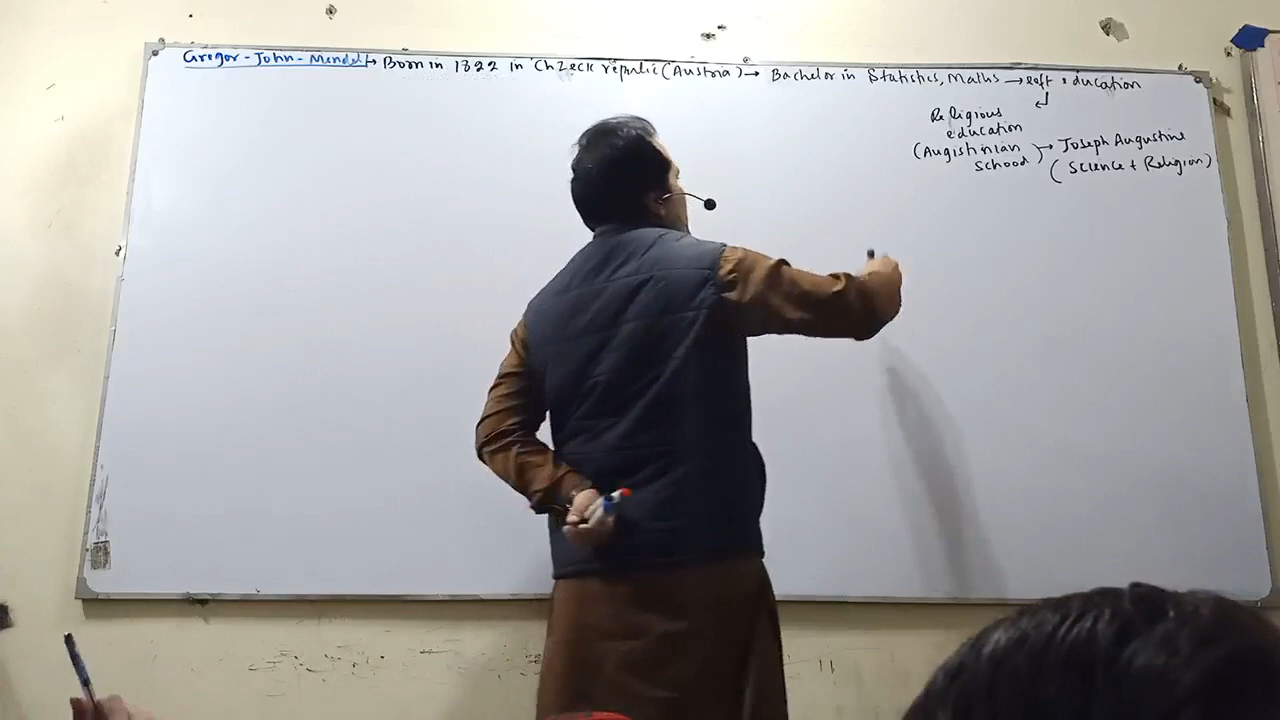 Gregor-John-Mendel → Born in 1822 in Chzeck republic (Austria) → Bachelor in Statistics, Maths → left education
Religious
education
(Augistinian
School) → Joseph Augustine
(Science + Religion)